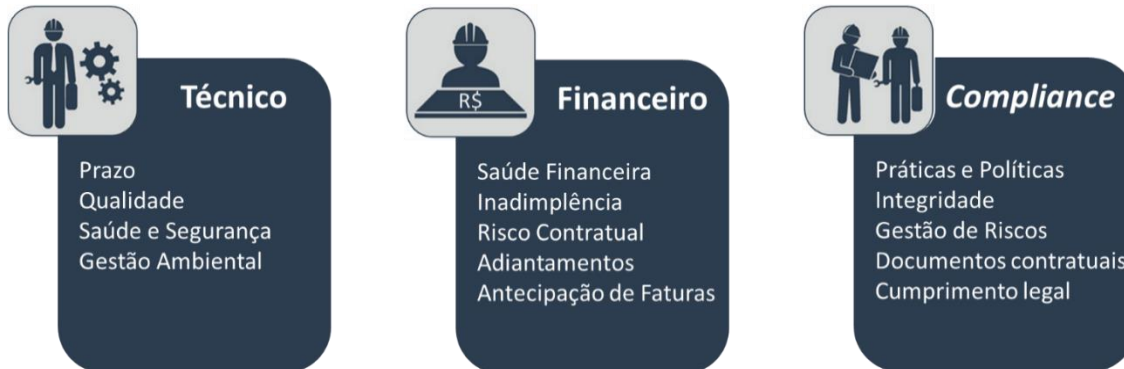 Técnico
Prazo
Qualidade
Saúde e Segurança
Gestão Ambiental
R$
Financeiro
Saúde Financeira
Inadimplência
Risco Contratual
Adiantamentos
Antecipação de Faturas
Compliance
Práticas e Políticas
Integridade
Gestão de Riscos
Documentos contratuais
Cumprimento legal